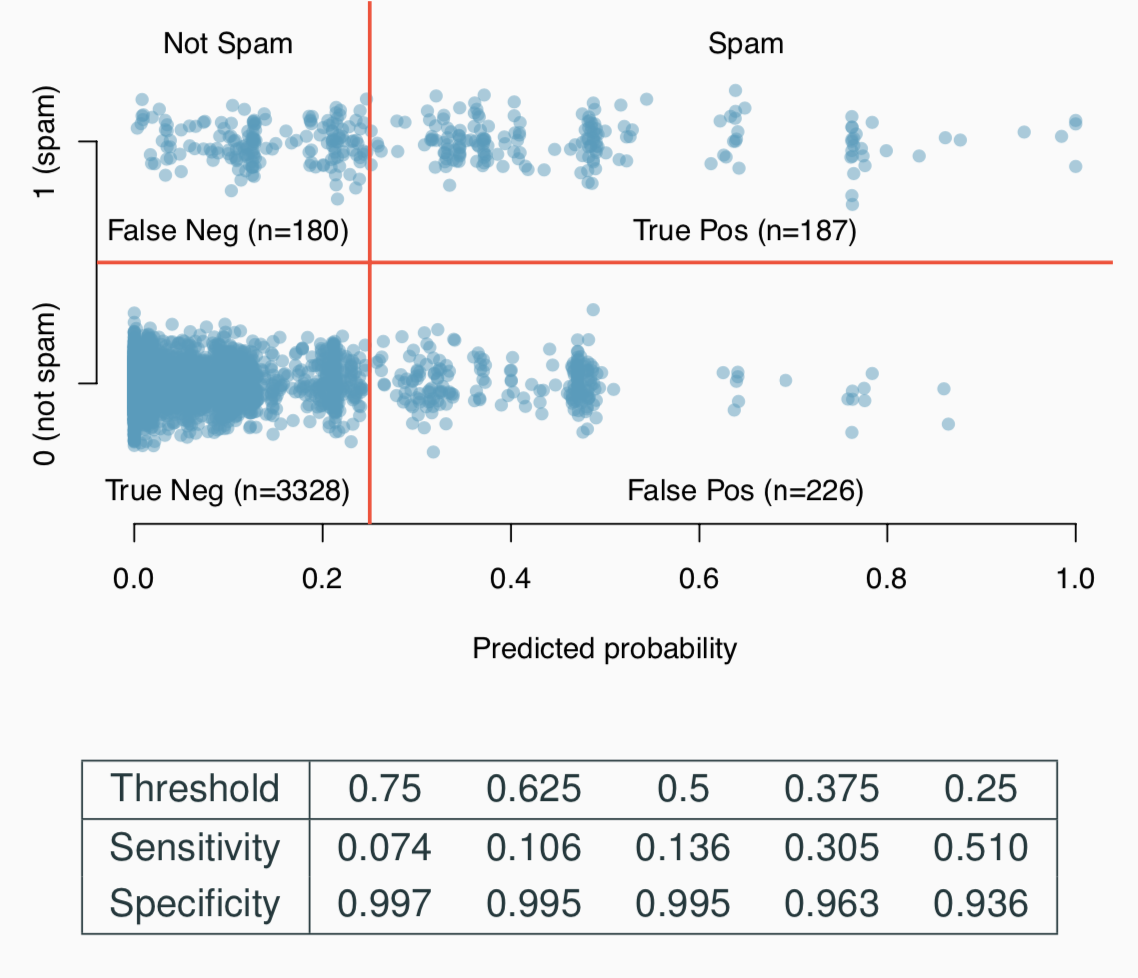 Not Spam Spam
1 (spam)
False Neg (n=180) True Pos (n=187)
0 (not spam)
True Neg (n=3328) False Pos (n=226)
0.0 0.2 0.4 0.6 0.8 1.0
Predicted probability
Threshold 0.75 0.625 0.5 0.375 0.25
Sensitivity 0.074 0.106 0.136 0.305 0.510
Specificity 0.997 0.995 0.995 0.963 0.936